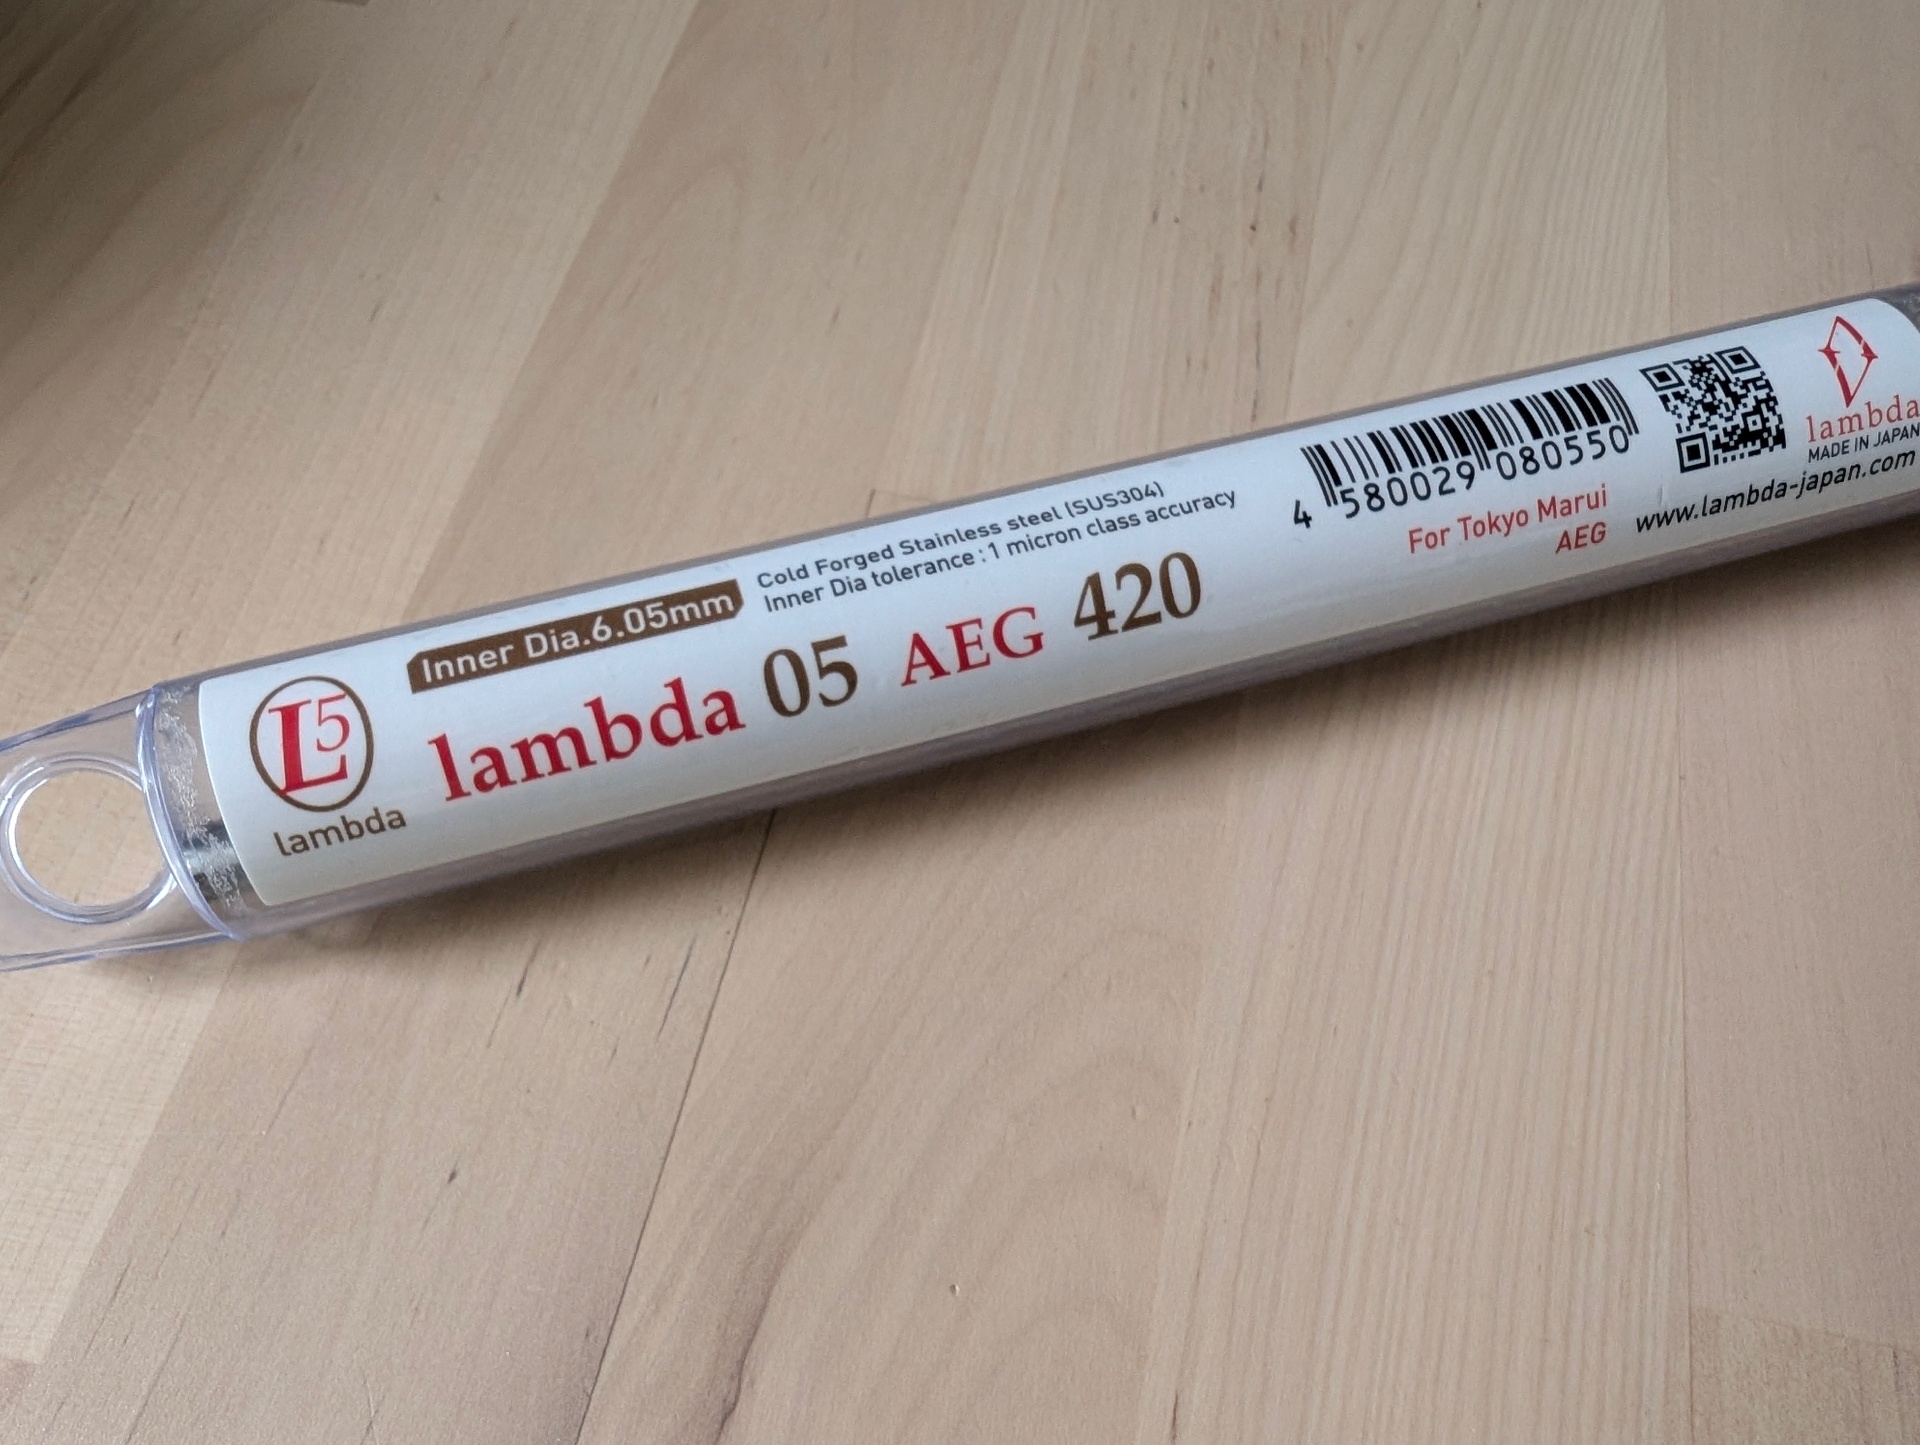 L5
lambda
Inner Dia.6.05mm
Cold Forged Stainless steel (SUS304)
Inner Dia tolerance : 1 micron class accuracy
lambda 05 AEG 420
4 580029 080550
For Tokyo Marui
AEG
lambda
MADE IN JAPAN
www.lambda-japan.com